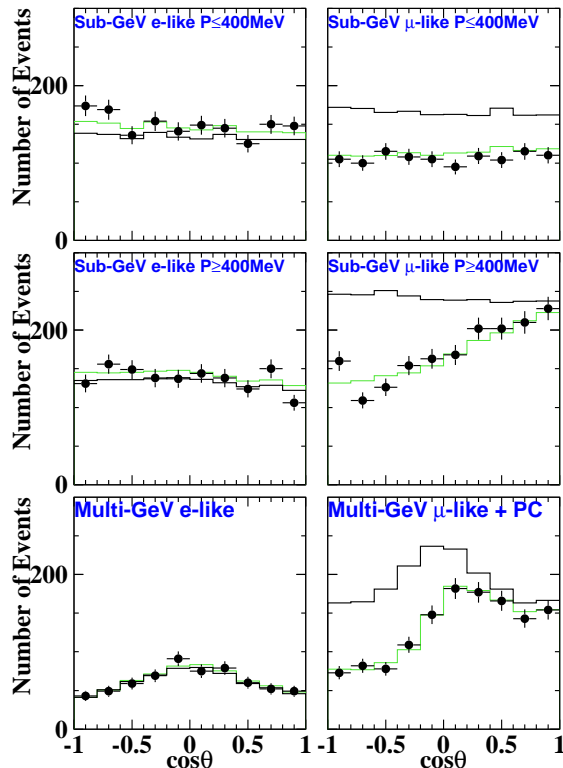 Sub-GeV e-like P≤400MeV
Sub-GeV μ-like P≤400MeV
Number of Events
200
0
Sub-GeV e-like P≥400MeV
Sub-GeV μ-like P≥400MeV
Number of Events
200
0
Multi-GeV e-like
Multi-GeV μ-like + PC
Number of Events
200
0
-1 -0.5 0 0.5 -1 -0.5 0 0.5 1
cosθ cosθ